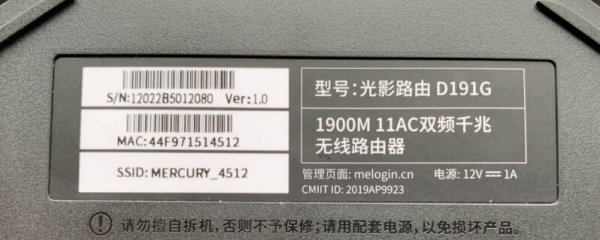 S/N:12022B5012080 Ver:1.0
MAC:44F971514512
SSID: MERCURY_4512
型号:光影路由 D191G
1900M 11AC双频千兆
无线路由器
管理页面: melogin.cn 电源: 12V⎓1A
CMIIT ID: 2019AP9923
请勿擅自拆机，否则不予保修；请用配套电源，以免损坏产品。